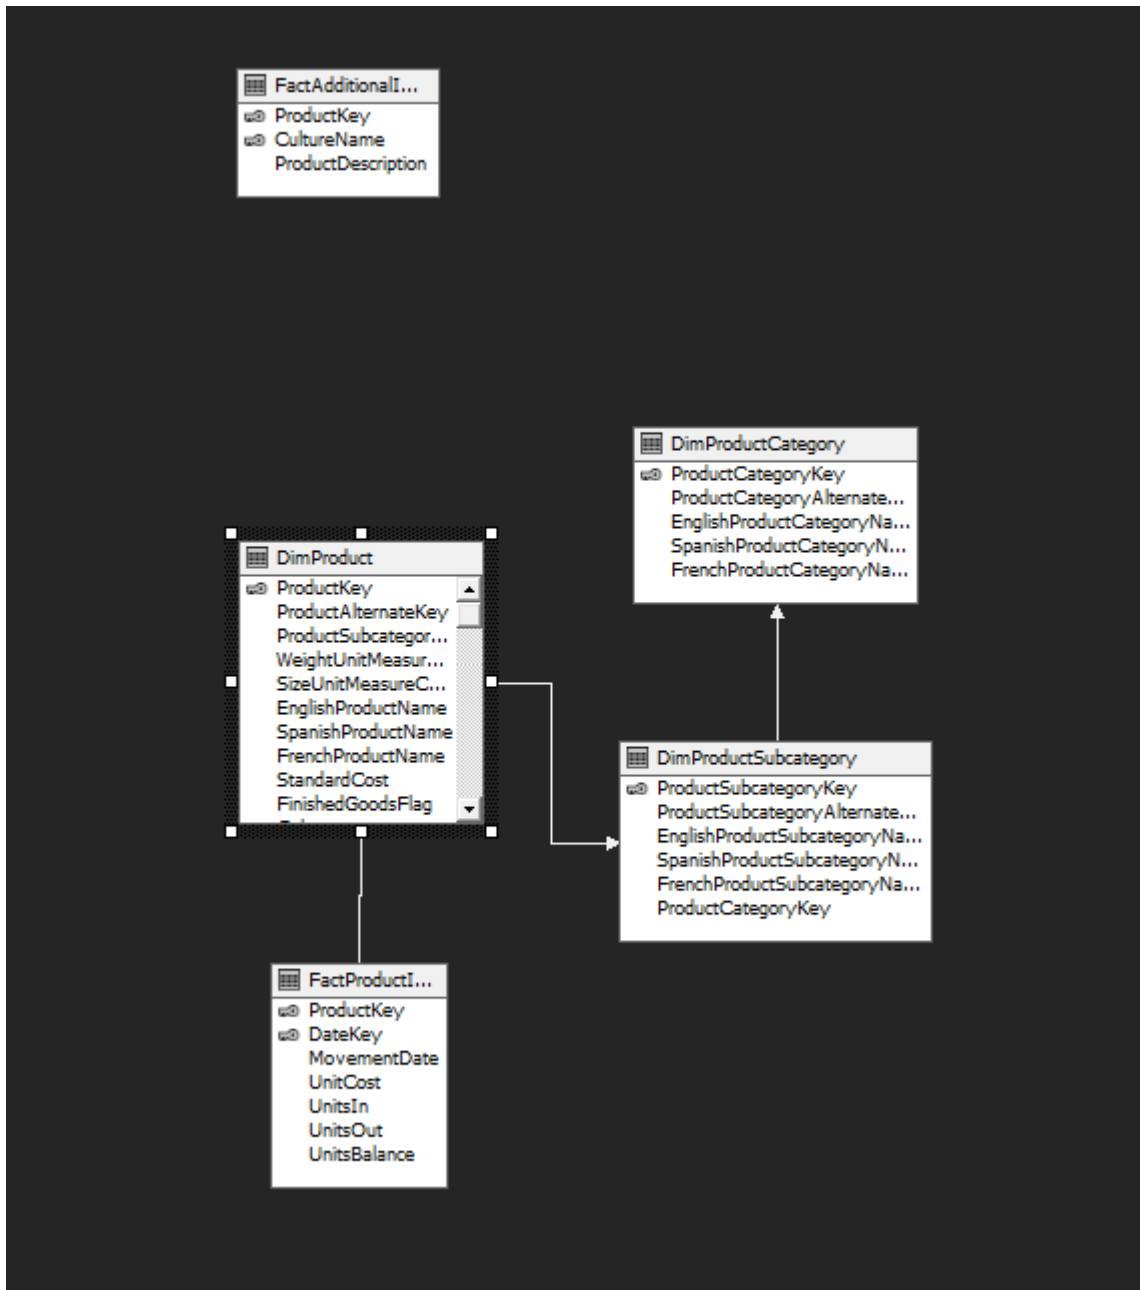 FactAdditionalI...
ProductKey
CultureName
ProductDescription
DimProductCategory
ProductCategoryKey
ProductCategoryAlternate...
EnglishProductCategoryNa...
SpanishProductCategoryN...
FrenchProductCategoryNa...
DimProduct
ProductKey
ProductAlternateKey
ProductSubcategor...
WeightUnitMeasur...
SizeUnitMeasureC...
EnglishProductName
SpanishProductName
FrenchProductName
StandardCost
FinishedGoodsFlag
DimProductSubcategory
ProductSubcategoryKey
ProductSubcategoryAlternate...
EnglishProductSubcategoryNa...
SpanishProductSubcategoryN...
FrenchProductSubcategoryNa...
ProductCategoryKey
FactProductI...
ProductKey
DateKey
MovementDate
UnitCost
UnitsIn
UnitsOut
UnitsBalance